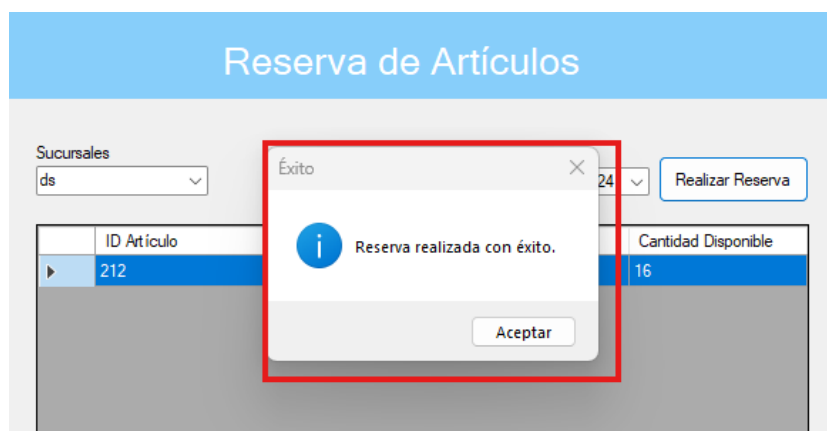 Reserva de Artículos
Sucursales
ds
24
Realizar Reserva
Éxito
Reserva realizada con éxito.
Aceptar
ID Artículo
Cantidad Disponible
212
16